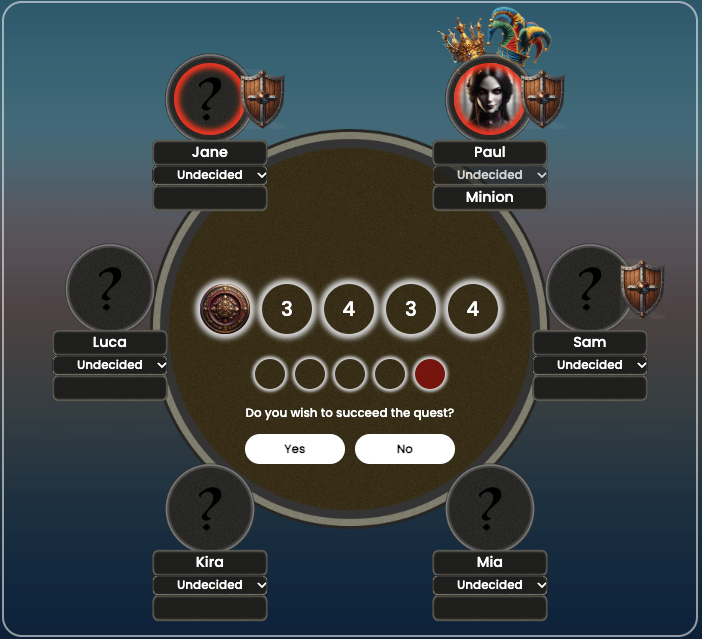 ?
Jane
Undecided
Paul
Undecided
Minion
?
Luca
Undecided
3 4 3 4
?
Sam
Undecided
Do you wish to succeed the quest?
Yes No
?
Kira
Undecided
?
Mia
Undecided